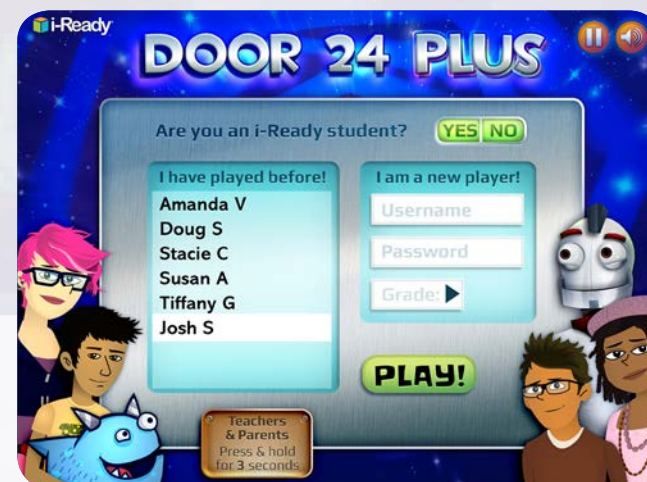 i-Ready
DOOR 24 PLUS
Are you an i-Ready student?
YES NO
I have played before!
Amanda V
Doug S
Stacie C
Susan A
Tiffany G
Josh S
I am a new player!
Username
Password
Grade:
PLAY!
Teachers
& Parents
Press & hold
for 3 seconds